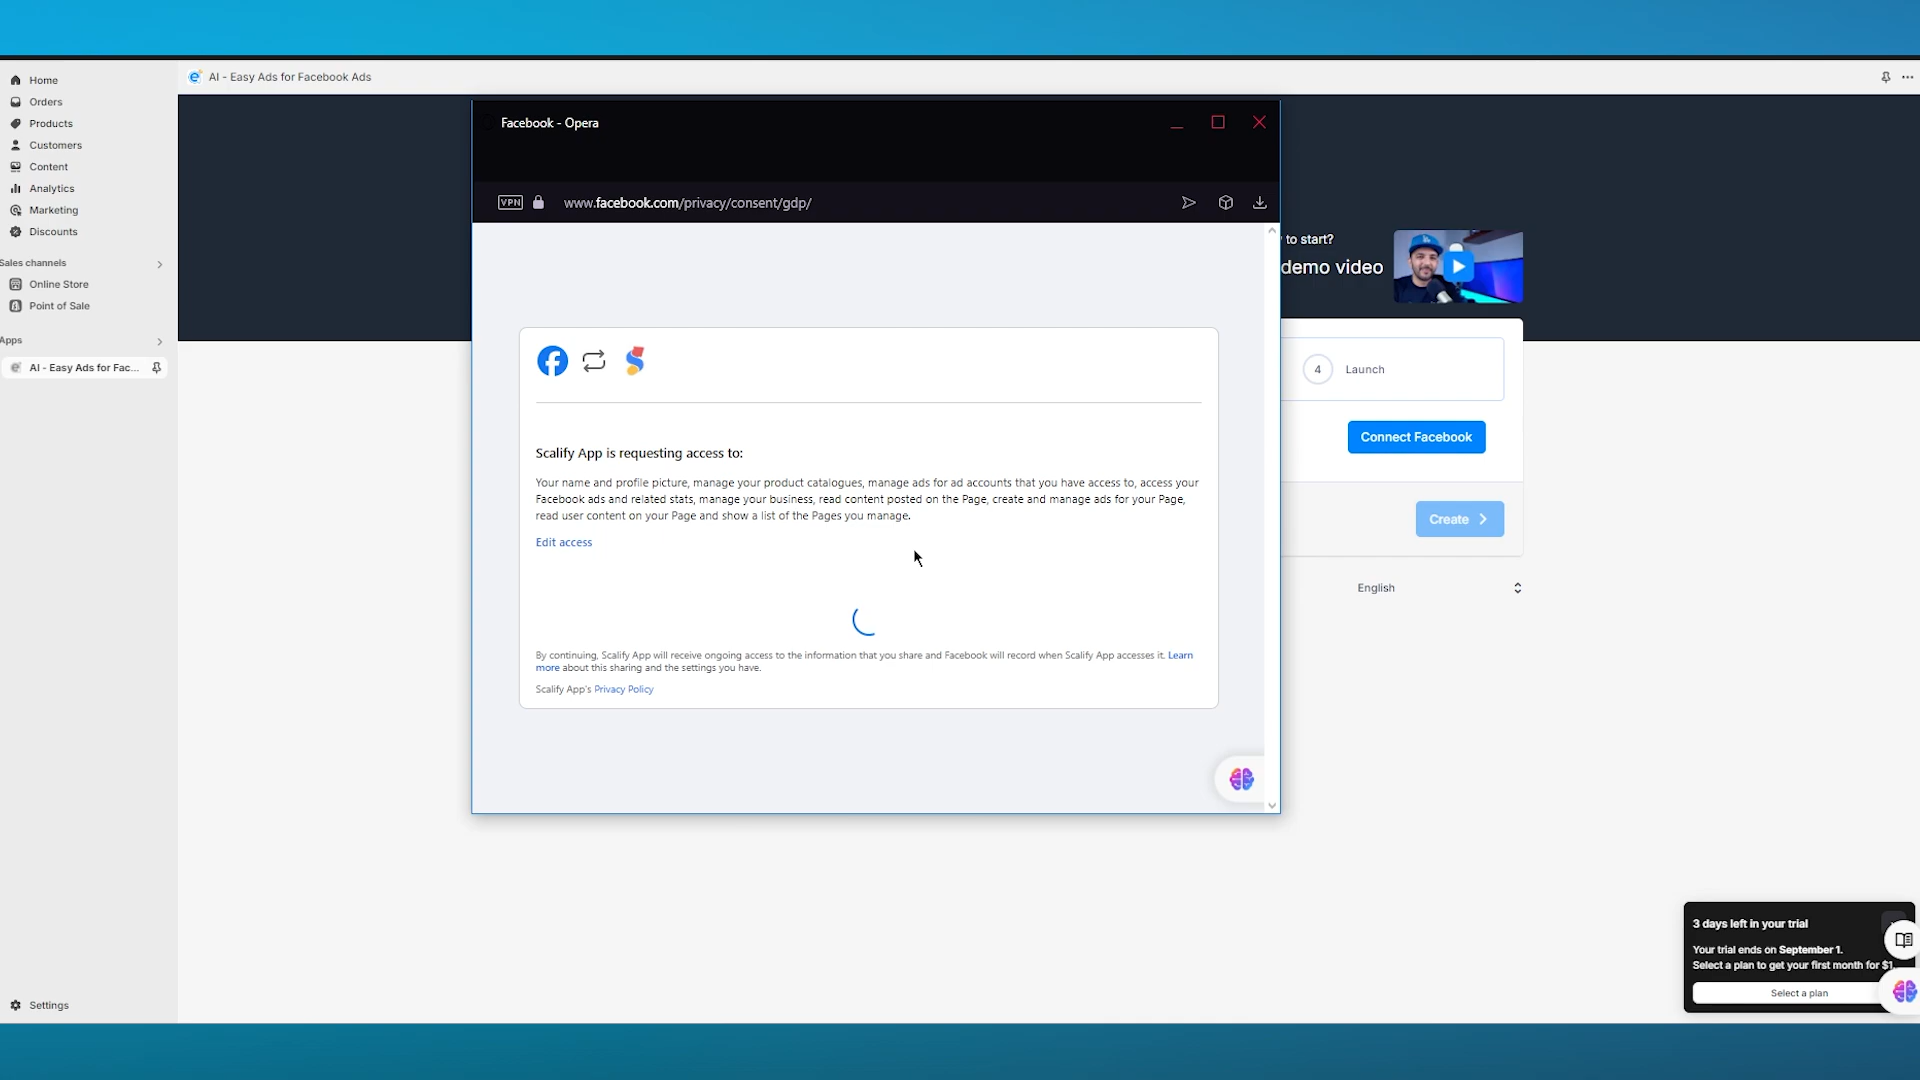 Home
Orders
Products
Customers
Content
Analytics
Marketing
Discounts
Sales channels
Online Store
Point of Sale
Apps
AI - Easy Ads for Fac...
Settings
AI - Easy Ads for Facebook Ads
Facebook - Opera
VPN
www.facebook.com/privacy/consent/gdp/
Scalify App is requesting access to:
Your name and profile picture, manage your product catalogues, manage ads for ad accounts that you have access to, access your
Facebook ads and related stats, manage your business, read content posted on the Page, create and manage ads for your Page,
read user content on your Page and show a list of the Pages you manage.
Edit access
By continuing, Scalify App will receive ongoing access to the information that you share and Facebook will record when Scalify App accesses it. Learn
more about this sharing and the settings you have.
Scalify App's Privacy Policy
to start?
demo video
4 Launch
Connect Facebook
Create
English
3 days left in your trial
Your trial ends on September 1.
Select a plan to get your first month for $1.
Select a plan